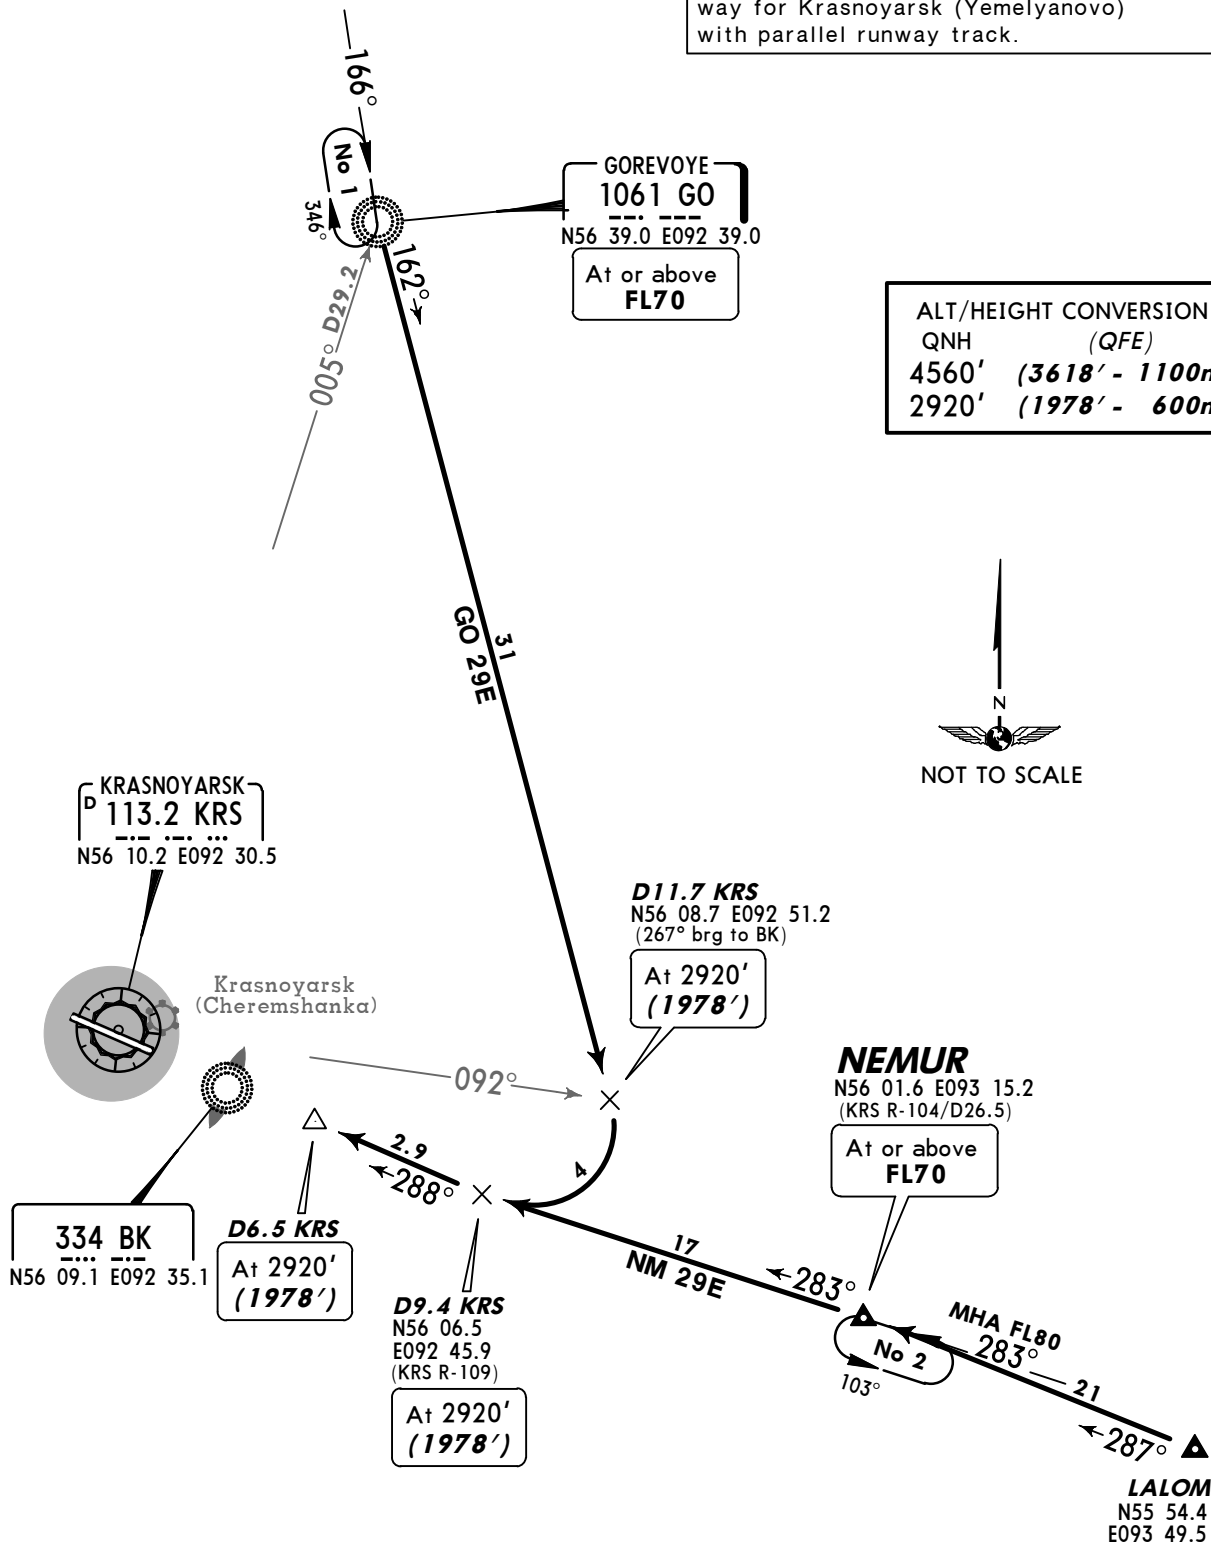 way for Krasnoyarsk (Yemelyanovo)
with parallel runway track.
166°
No 1
346°
GOREVOYE
1061 GO
N56 39.0 E092 39.0
At or above
FL70
162°
005° D29.2
ALT/HEIGHT CONVERSION
QNH (QFE)
4560' (3618' - 1100m
2920' (1978' - 600m
31
GO 29E
N
NOT TO SCALE
KRASNOYARSK
D 113.2 KRS
N56 10.2 E092 30.5
D11.7 KRS
N56 08.7 E092 51.2
(267° brg to BK)
At 2920'
(1978')
Krasnoyarsk
(Cheremshanka)
092°
NEMUR
N56 01.6 E093 15.2
(KRS R-104/D26.5)
At or above
FL70
2.9
288°
4
334 BK
N56 09.1 E092 35.1
D6.5 KRS
At 2920'
(1978')
D9.4 KRS
N56 06.5
E092 45.9
(KRS R-109)
At 2920'
(1978')
17
NM 29E
283°
MHA FL80
283°
21
No 2
103°
287°
LALOM
N55 54.4
E093 49.5